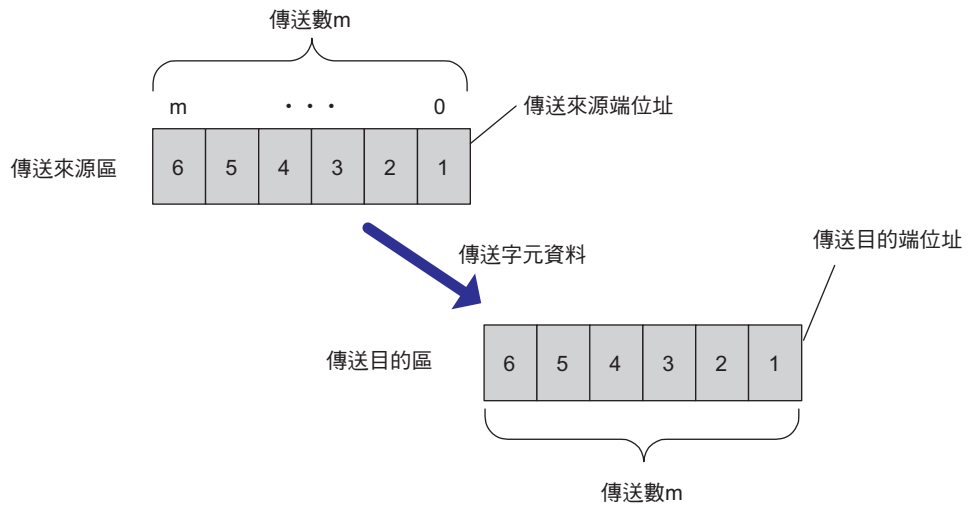 傳送數m
m ・・・ 0
傳送來源端位址
傳送來源區
6 5 4 3 2 1
傳送目的端位址
傳送字元資料
傳送目的區
6 5 4 3 2 1
傳送數m